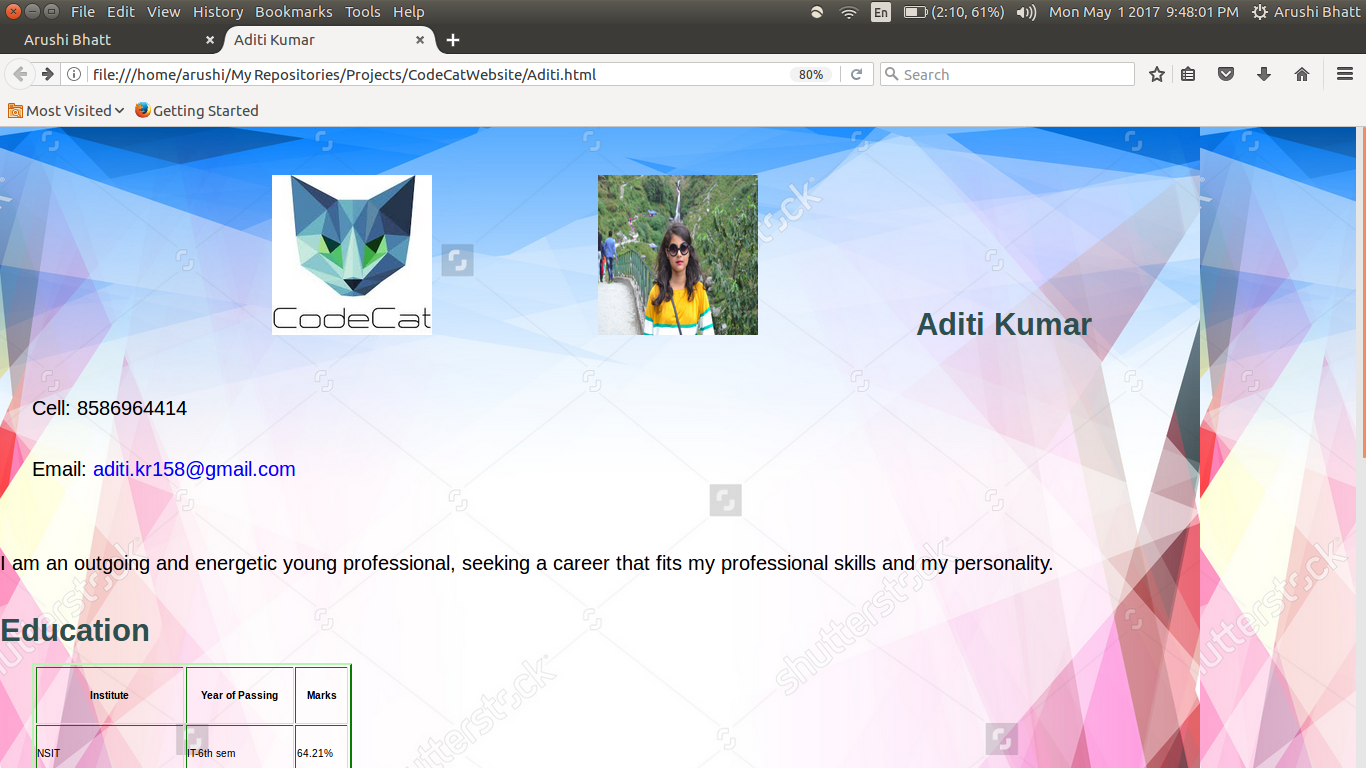 File Edit View History Bookmarks Tools Help En (2:10, 61%) Mon May 1 2017 9:48:01 PM Arushi Bhatt
Arushi Bhatt × Aditi Kumar × +
file:///home/arushi/My Repositories/Projects/CodeCatWebsite/Aditi.html 80% Search
Most Visited Getting Started
CodeCat
Aditi Kumar
Cell: 8586964414
Email: aditi.kr158@gmail.com
I am an outgoing and energetic young professional, seeking a career that fits my professional skills and my personality.
Education
Institute Year of Passing Marks
NSIT IT-6th sem 64.21%
shutterstock
shutterstock
shutterstock
shutterstock